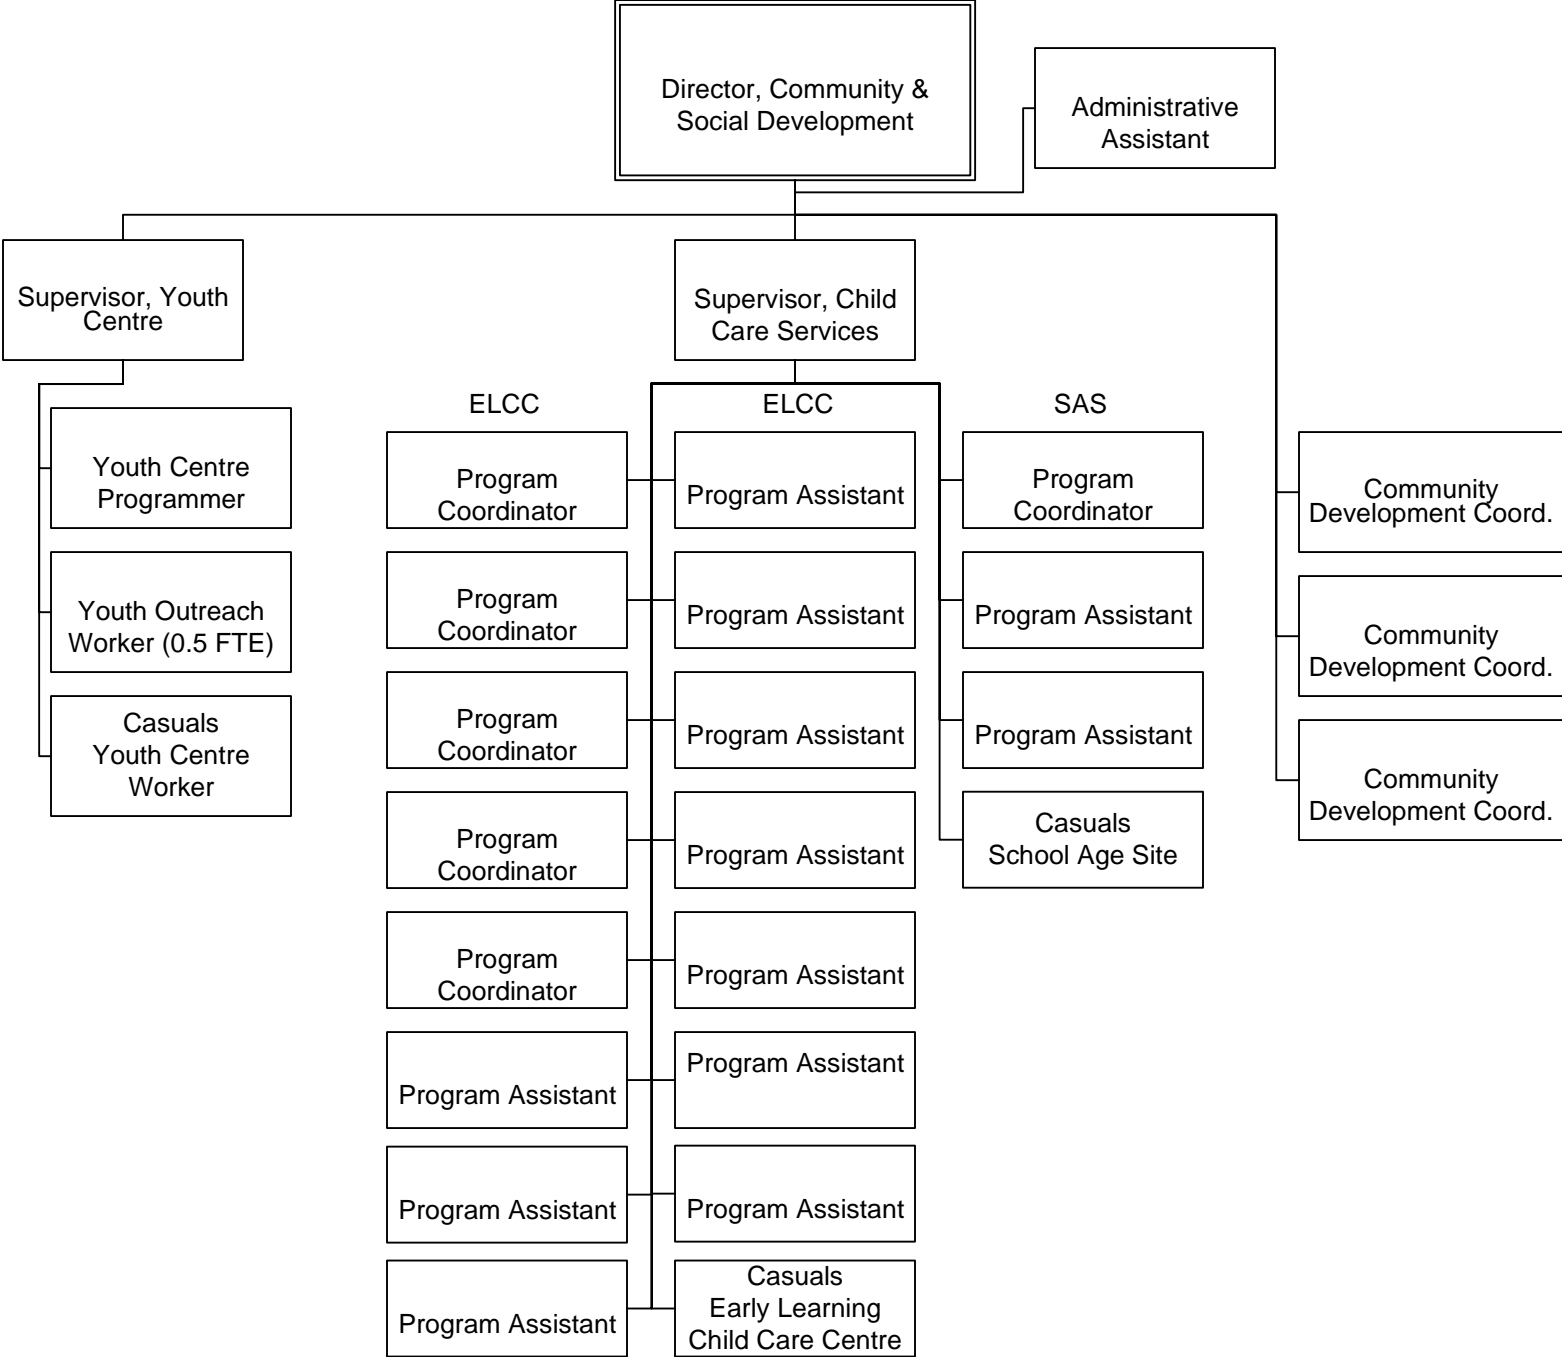 Director, Community &
Social Development
Administrative
Assistant
Supervisor, Youth
Centre
Supervisor, Child
Care Services
Youth Centre
Programmer
Youth Outreach
Worker (0.5 FTE)
Casuals
Youth Centre
Worker
ELCC
Program
Coordinator
Program
Coordinator
Program
Coordinator
Program
Coordinator
Program
Coordinator
Program Assistant
Program Assistant
Program Assistant
ELCC
Program Assistant
Program Assistant
Program Assistant
Program Assistant
Program Assistant
Program Assistant
Program Assistant
Casuals
Early Learning
Child Care Centre
SAS
Program
Coordinator
Program Assistant
Program Assistant
Casuals
School Age Site
Community
Development Coord.
Community
Development Coord.
Community
Development Coord.